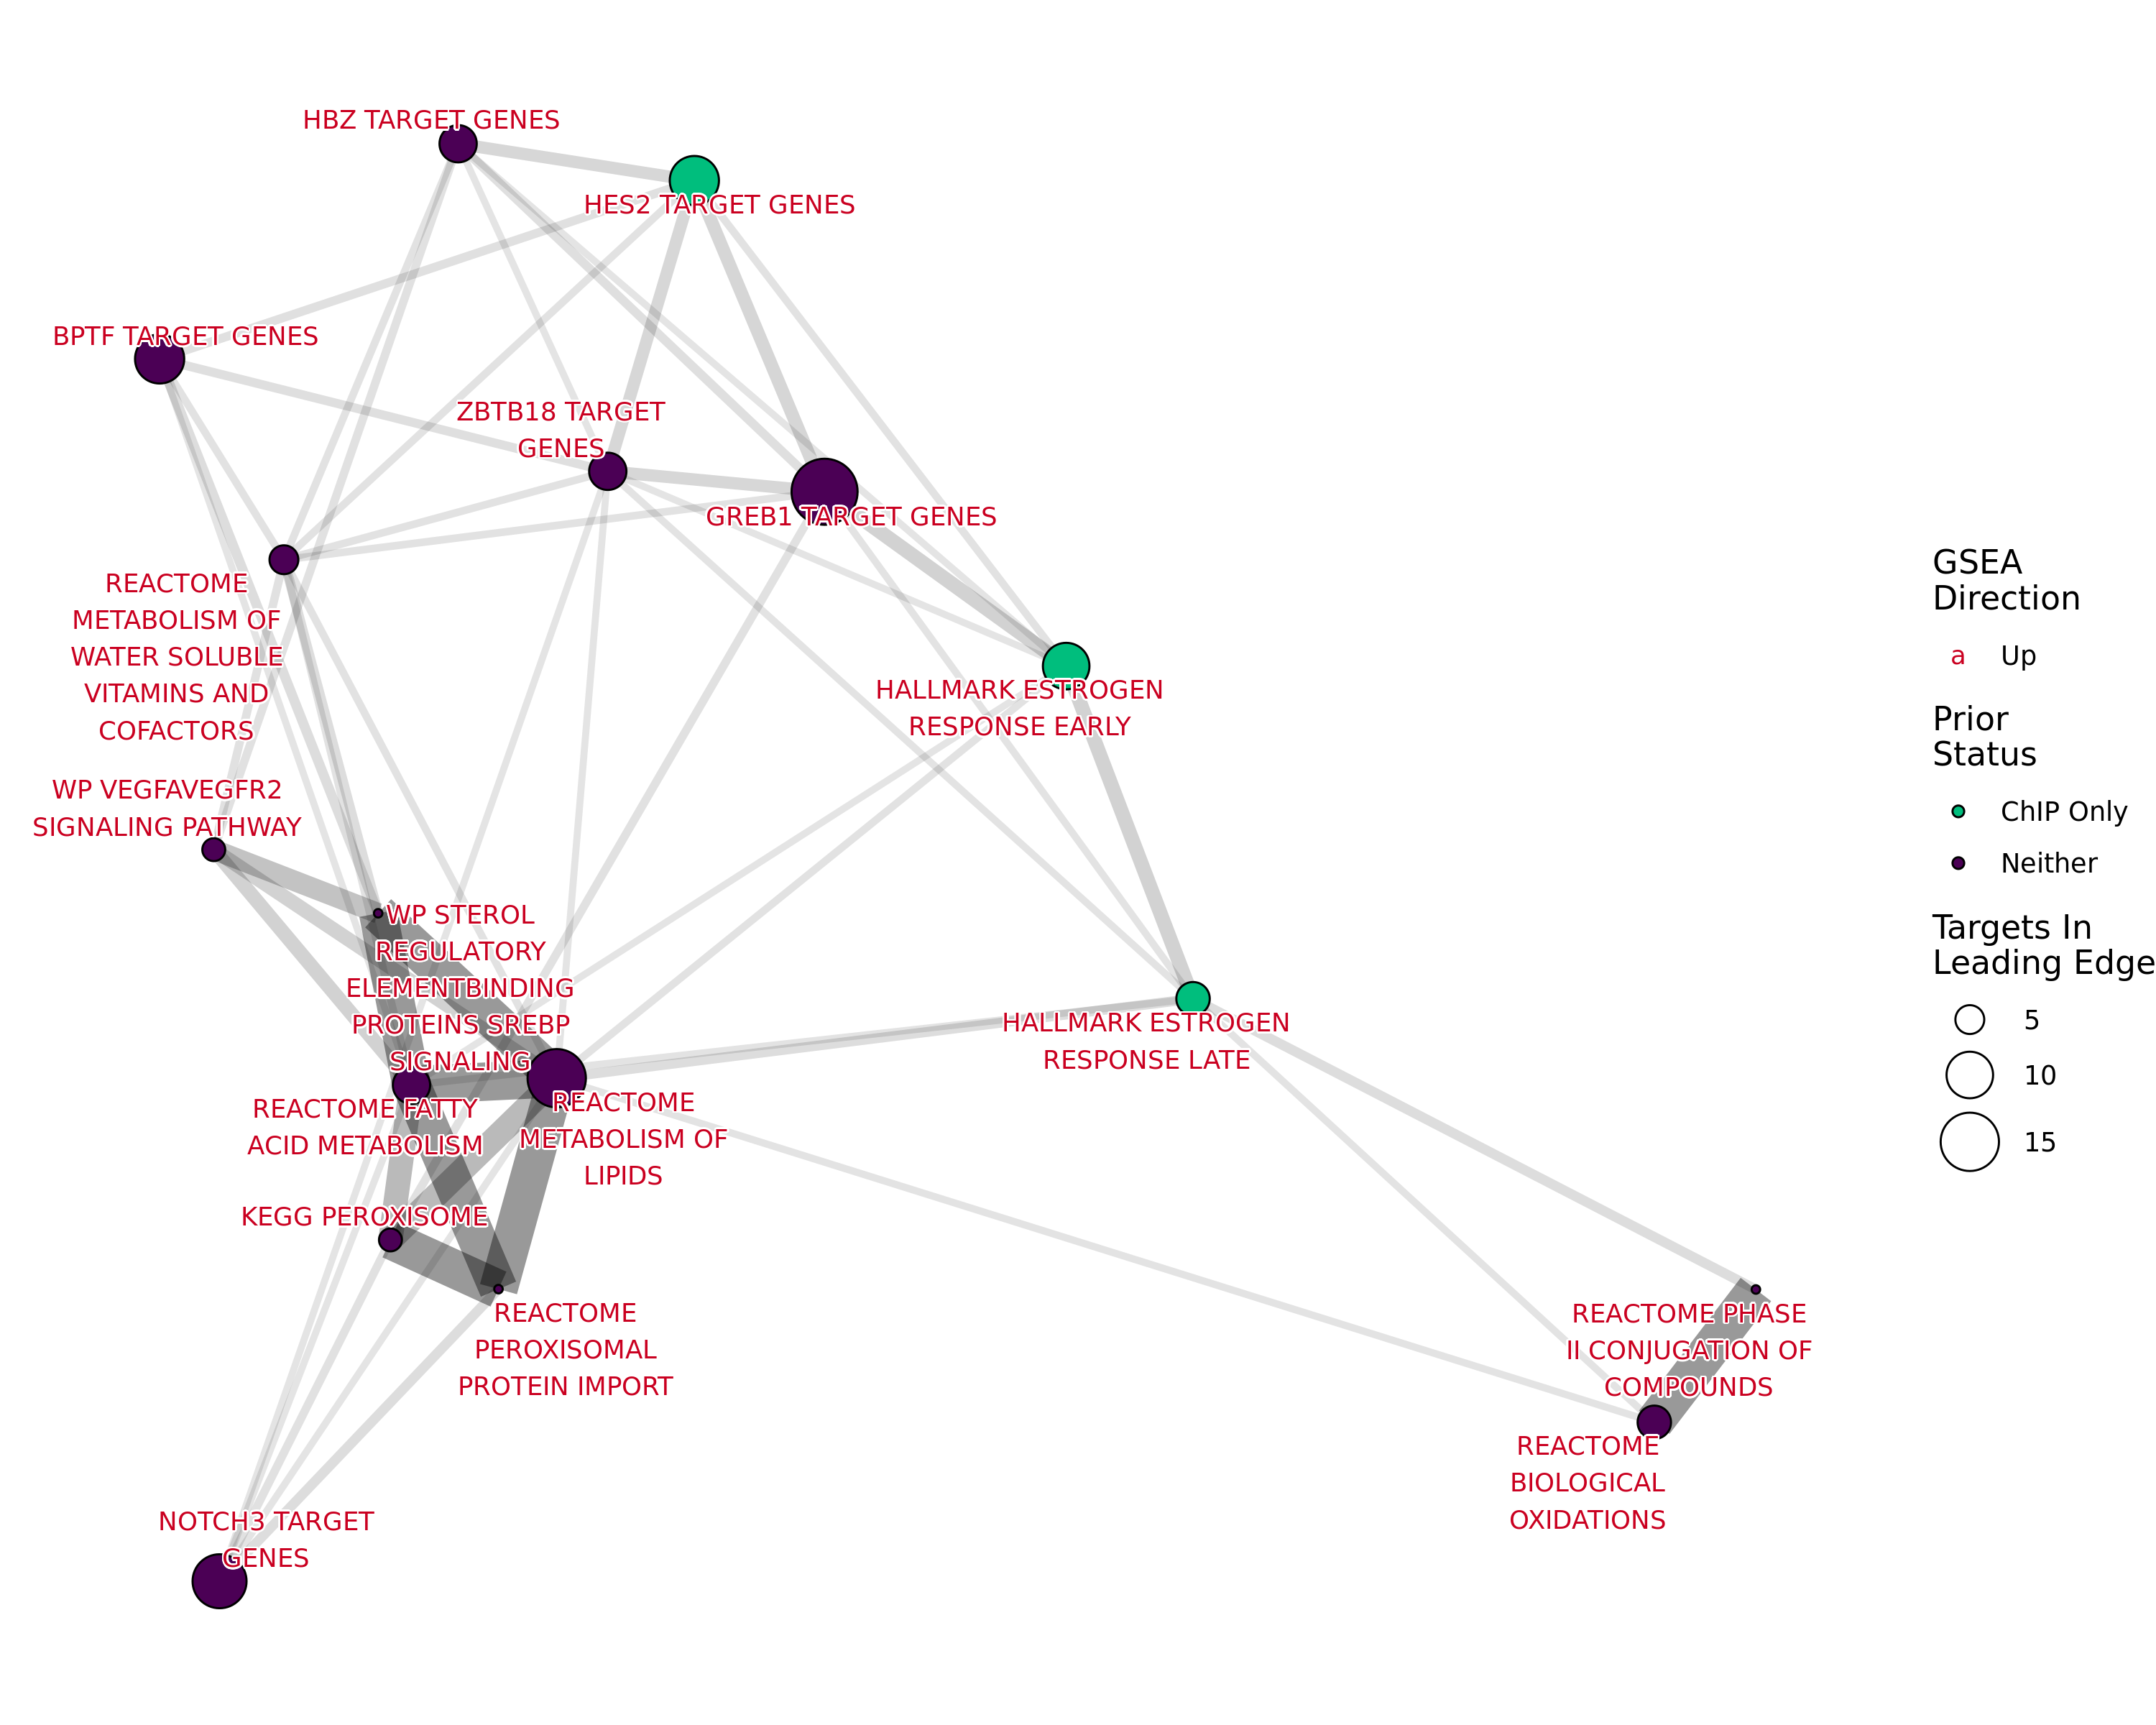 HBZ TARGET GENES
HES2 TARGET GENES
BPTF TARGET GENES
ZBTB18 TARGET
GENES
GREB1 TARGET GENES
REACTOME
METABOLISM OF
WATER SOLUBLE
VITAMINS AND
COFACTORS
HALLMARK ESTROGEN
RESPONSE EARLY
WP VEGFAVEGFR2
SIGNALING PATHWAY
WP STEROL
REGULATORY
ELEMENTBINDING
PROTEINS SREBP
SIGNALING
HALLMARK ESTROGEN
RESPONSE LATE
REACTOME FATTY
ACID METABOLISM
REACTOME
METABOLISM OF
LIPIDS
KEGG PEROXISOME
REACTOME
PEROXISOMAL
PROTEIN IMPORT
REACTOME PHASE
II CONJUGATION OF
COMPOUNDS
REACTOME
BIOLOGICAL
OXIDATIONS
NOTCH3 TARGET
GENES
GSEA
Direction
a Up
Prior
Status
ChIP Only
Neither
Targets In
Leading Edge
5
10
15